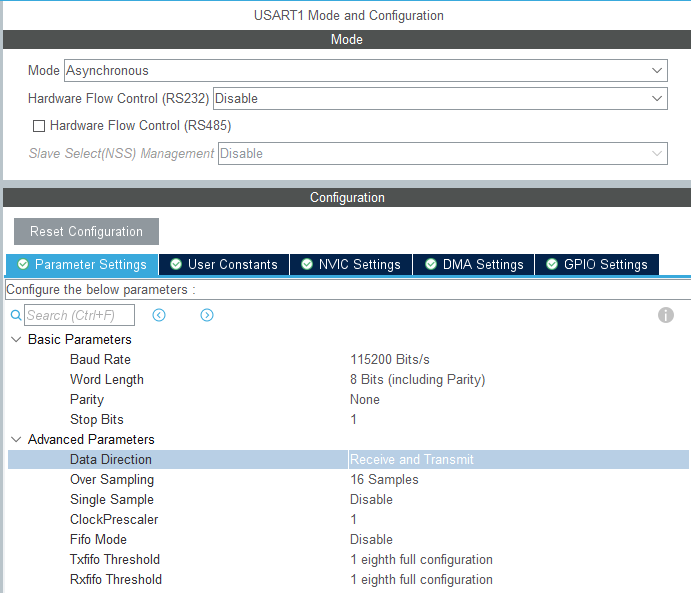 USART1 Mode and Configuration
Mode
Mode Asynchronous
Hardware Flow Control (RS232) Disable
Hardware Flow Control (RS485)
Slave Select(NSS) Management Disable
Configuration
Reset Configuration
Parameter Settings User Constants NVIC Settings DMA Settings GPIO Settings
Configure the below parameters :
Search (Ctrl+F)
Basic Parameters
Baud Rate 115200 Bits/s
Word Length 8 Bits (including Parity)
Parity None
Stop Bits 1
Advanced Parameters
Data Direction Receive and Transmit
Over Sampling 16 Samples
Single Sample Disable
ClockPrescaler 1
Fifo Mode Disable
Txfifo Threshold 1 eighth full configuration
Rxfifo Threshold 1 eighth full configuration